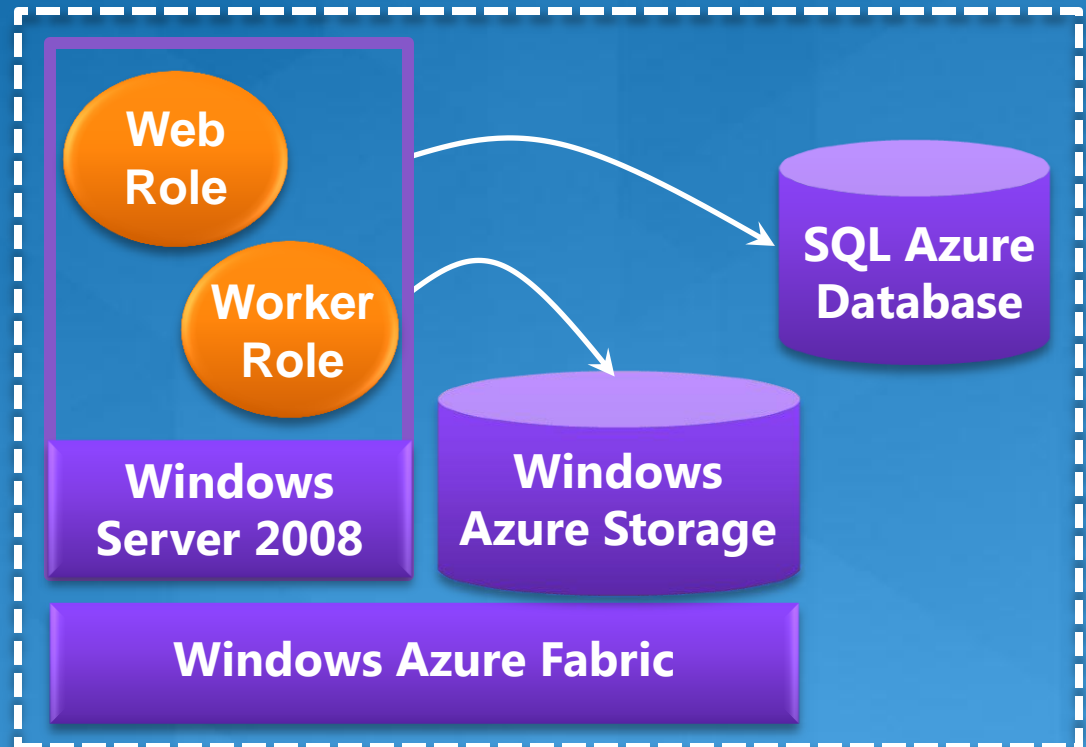 Web
Role
Worker
Role
SQL Azure
Database
Windows
Server 2008
Windows
Azure Storage
Windows Azure Fabric